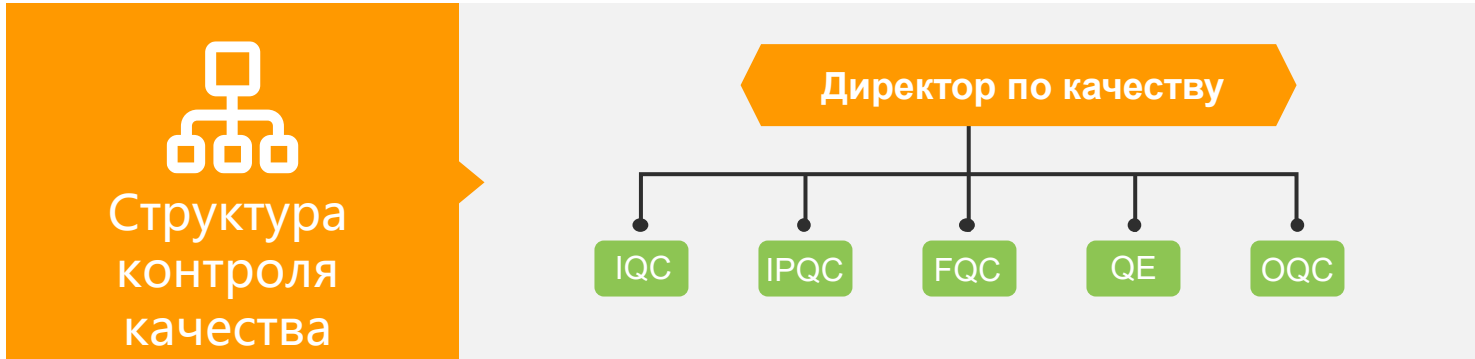 Структура
контроля
качества
Директор по качеству
IQC
IPQC
FQC
QE
OQC